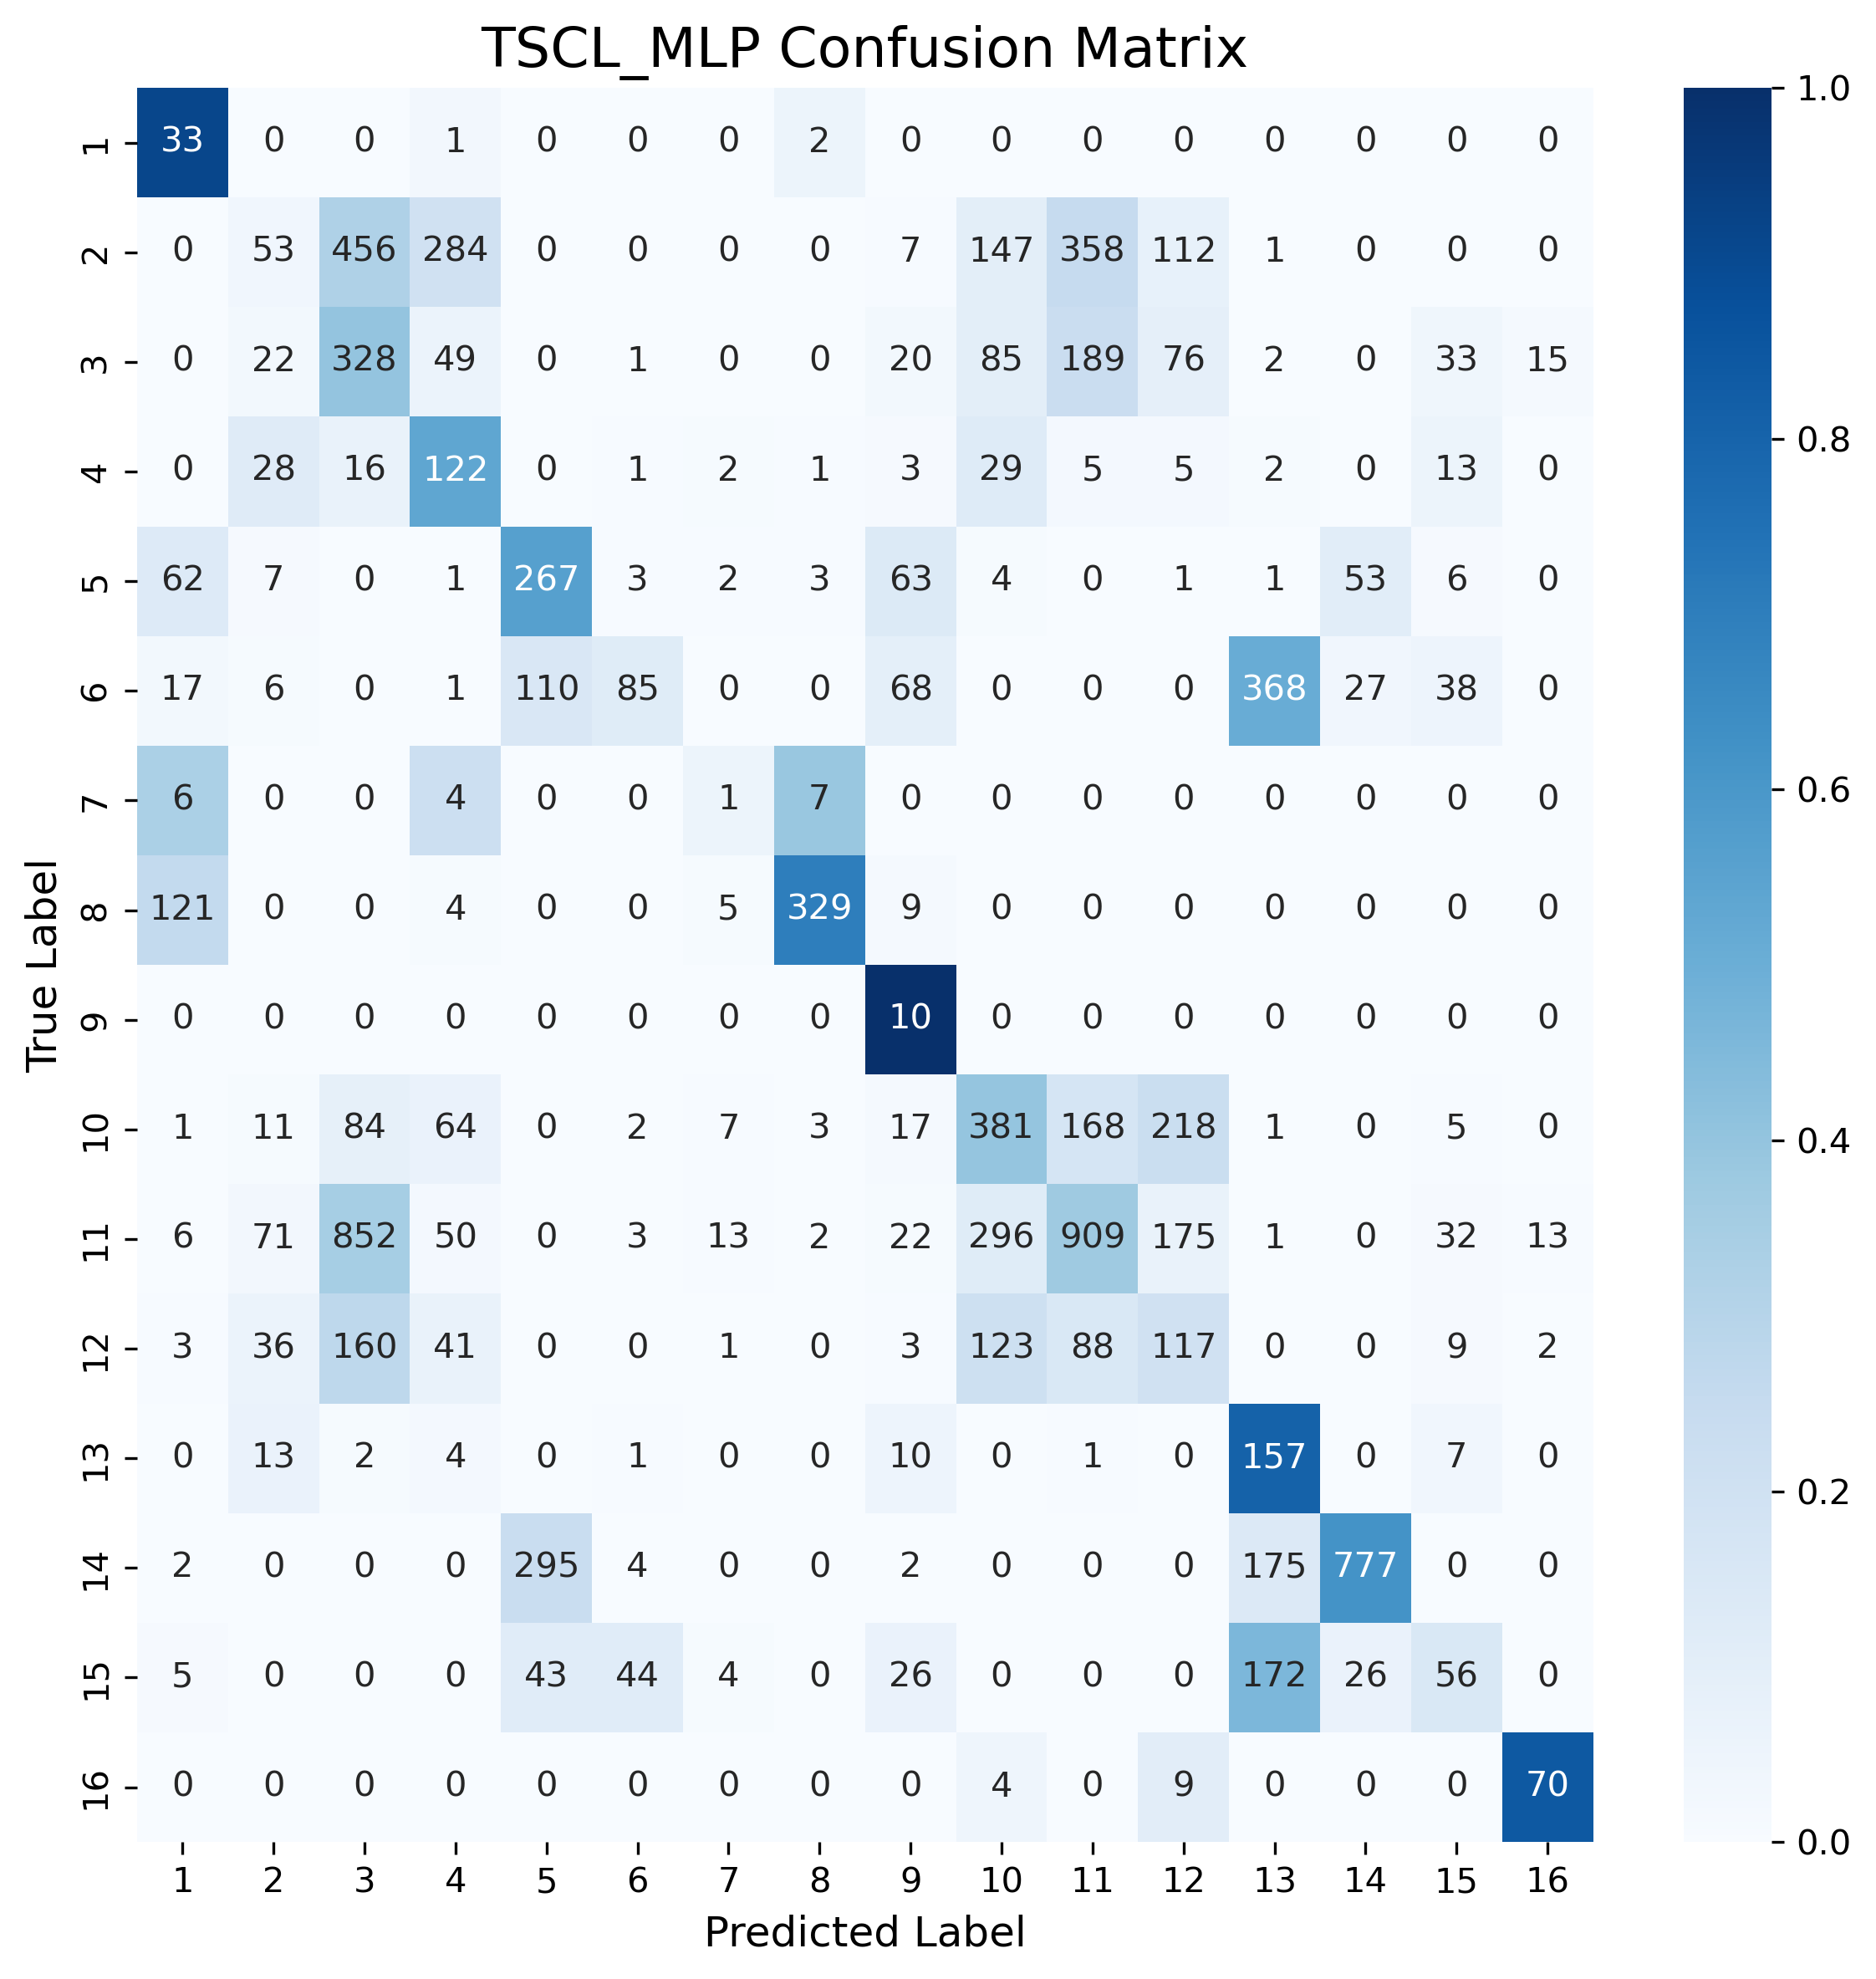 TSCL_MLP Confusion Matrix
1 33 0 0 1 0 0 0 2 0 0 0 0 0 0 0 0
2 0 53 456 284 0 0 0 0 7 147 358 112 1 0 0 0
3 0 22 328 49 0 1 0 0 20 85 189 76 2 0 33 15
4 0 28 16 122 0 1 2 1 3 29 5 5 2 0 13 0
5 62 7 0 1 267 3 2 3 63 4 0 1 1 53 6 0
6 17 6 0 1 110 85 0 0 68 0 0 0 368 27 38 0
7 6 0 0 4 0 0 1 7 0 0 0 0 0 0 0 0
8 121 0 0 4 0 0 5 329 9 0 0 0 0 0 0 0
9 0 0 0 0 0 0 0 0 10 0 0 0 0 0 0 0
10 1 11 84 64 0 2 7 3 17 381 168 218 1 0 5 0
11 6 71 852 50 0 3 13 2 22 296 909 175 1 0 32 13
12 3 36 160 41 0 0 1 0 3 123 88 117 0 0 9 2
13 0 13 2 4 0 1 0 0 10 0 1 0 157 0 7 0
14 2 0 0 0 295 4 0 0 2 0 0 0 175 777 0 0
15 5 0 0 0 43 44 4 0 26 0 0 0 172 26 56 0
16 0 0 0 0 0 0 0 0 0 4 0 9 0 0 0 70
1 2 3 4 5 6 7 8 9 10 11 12 13 14 15 16
Predicted Label
True Label
1.0
0.8
0.6
0.4
0.2
0.0